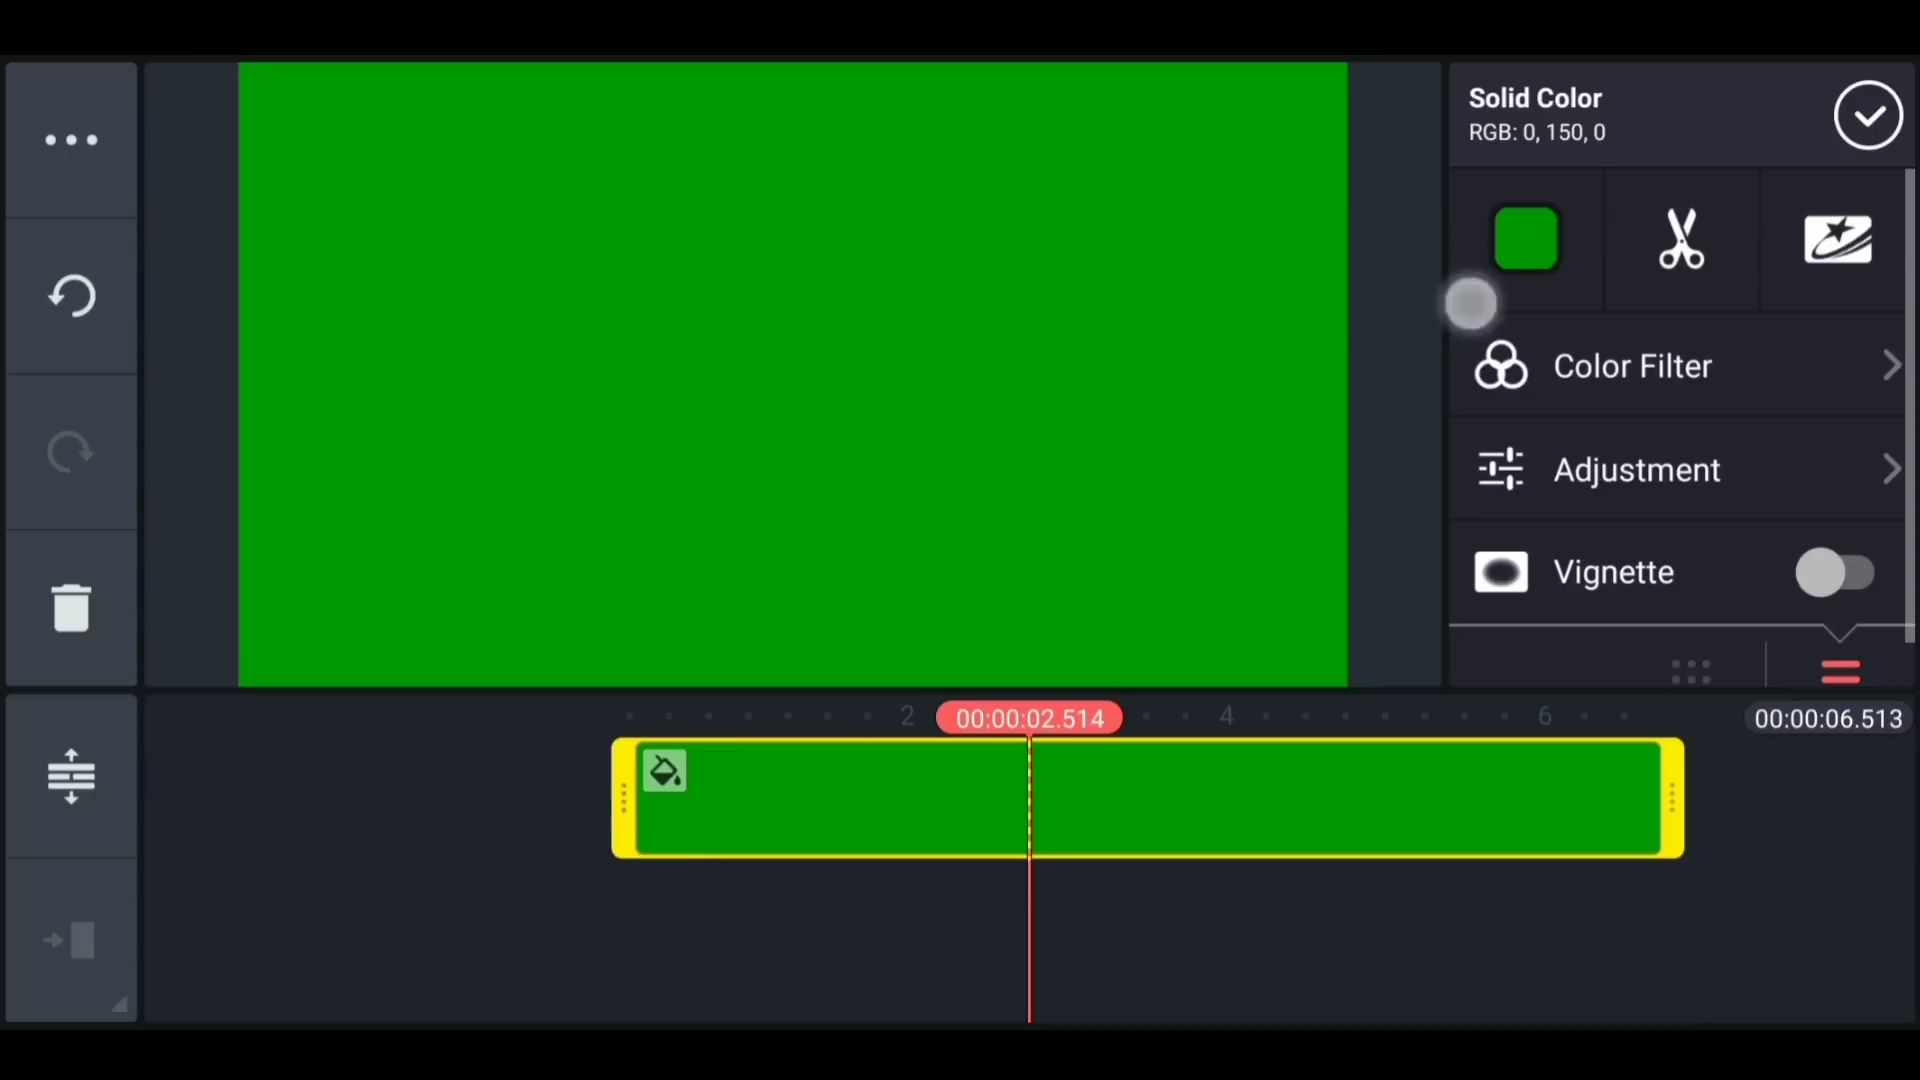 Solid Color
RGB: 0, 150, 0
Color Filter
Adjustment
Vignette
2
00:00:02.514
4
6
00:00:06.513